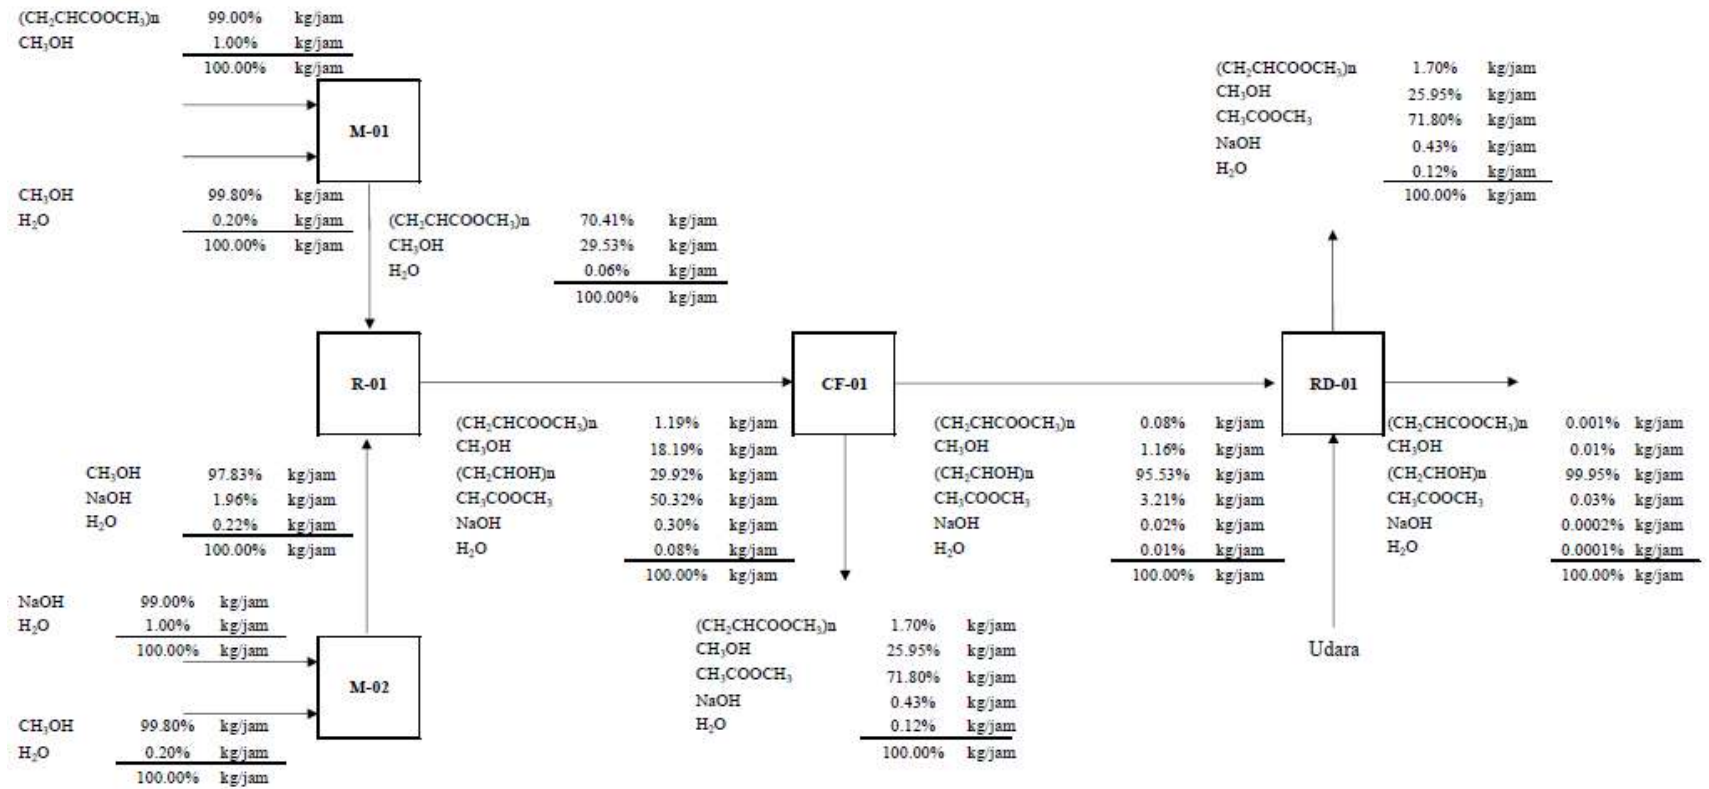 (CH₂CHCOOCH₃)n 99.00% kg/jam
CH₃OH 1.00% kg/jam
100.00% kg/jam
M-01
CH₃OH 99.80% kg/jam
H₂O 0.20% kg/jam
100.00% kg/jam
(CH₂CHCOOCH₃)n 70.41% kg/jam
CH₃OH 29.53% kg/jam
H₂O 0.06% kg/jam
100.00% kg/jam
(CH₂CHCOOCH₃)n 1.70% kg/jam
CH₃OH 25.95% kg/jam
CH₃COOCH₃ 71.80% kg/jam
NaOH 0.43% kg/jam
H₂O 0.12% kg/jam
100.00% kg/jam
R-01
CF-01
RD-01
(CH₂CHCOOCH₃)n 1.19% kg/jam
CH₃OH 18.19% kg/jam
(CH₂CHOH)n 29.92% kg/jam
CH₃COOCH₃ 50.32% kg/jam
NaOH 0.30% kg/jam
H₂O 0.08% kg/jam
100.00% kg/jam
(CH₂CHCOOCH₃)n 0.08% kg/jam
CH₃OH 1.16% kg/jam
(CH₂CHOH)n 95.53% kg/jam
CH₃COOCH₃ 3.21% kg/jam
NaOH 0.02% kg/jam
H₂O 0.01% kg/jam
100.00% kg/jam
(CH₂CHCOOCH₃)n 0.001% kg/jam
CH₃OH 0.01% kg/jam
(CH₂CHOH)n 99.95% kg/jam
CH₃COOCH₃ 0.03% kg/jam
NaOH 0.0002% kg/jam
H₂O 0.0001% kg/jam
100.00% kg/jam
CH₃OH 97.83% kg/jam
NaOH 1.96% kg/jam
H₂O 0.22% kg/jam
100.00% kg/jam
NaOH 99.00% kg/jam
H₂O 1.00% kg/jam
100.00% kg/jam
M-02
CH₃OH 99.80% kg/jam
H₂O 0.20% kg/jam
100.00% kg/jam
(CH₂CHCOOCH₃)n 1.70% kg/jam
CH₃OH 25.95% kg/jam
CH₃COOCH₃ 71.80% kg/jam
NaOH 0.43% kg/jam
H₂O 0.12% kg/jam
100.00% kg/jam
Udara